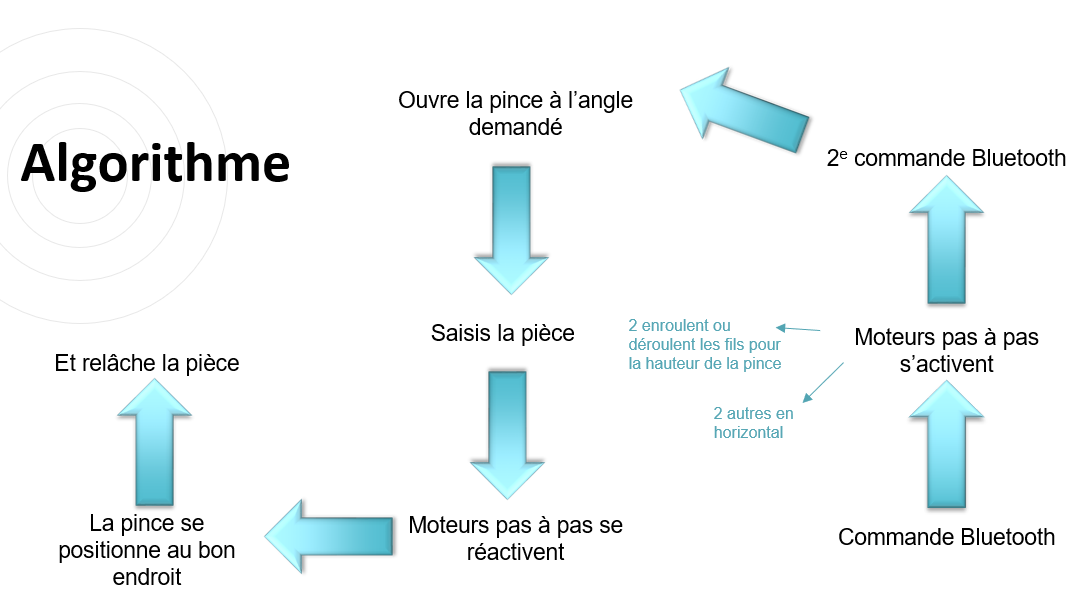 Algorithme
Ouvre la pince à l’angle
demandé
2e commande Bluetooth
Saisis la pièce
2 enroulent ou
déroulent les fils pour
la hauteur de la pince
Moteurs pas à pas
s’activent
Et relâche la pièce
2 autres en
horizontal
La pince se
positionne au bon
endroit
Moteurs pas à pas se
réactivent
Commande Bluetooth